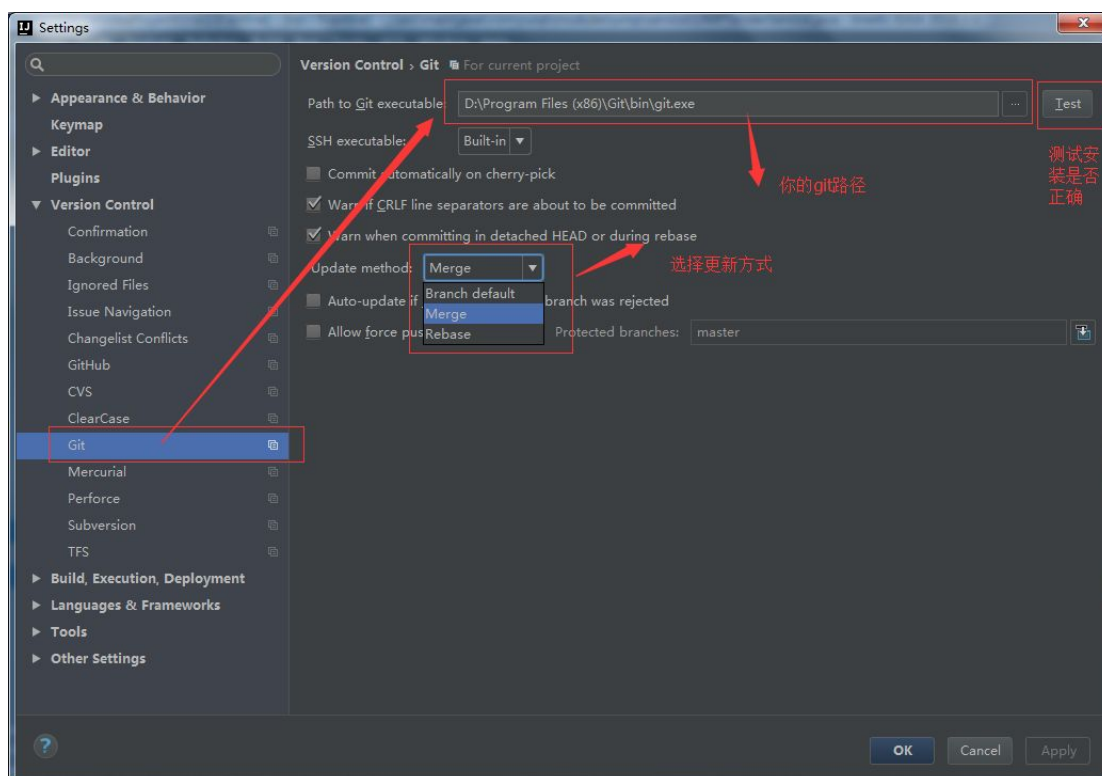 Settings
Version Control › Git For current project
Appearance & Behavior
Keymap
Editor
Plugins
Version Control
Confirmation
Background
Ignored Files
Issue Navigation
Changelist Conflicts
GitHub
CVS
ClearCase
Git
Mercurial
Perforce
Subversion
TFS
Build, Execution, Deployment
Languages & Frameworks
Tools
Other Settings
Path to Git executable: D:\Program Files (x86)\Git\bin\git.exe ... Test
SSH executable: Built-in
测试安
装是否
正确
Commit automatically on cherry-pick
你的git路径
Warn if CRLF line separators are about to be committed
Warn when committing in detached HEAD or during rebase
Update method: Merge
选择更新方式
Branch default
Merge
Rebase
Auto-update if branch was rejected
Allow force pus Protected branches: master
? OK Cancel Apply